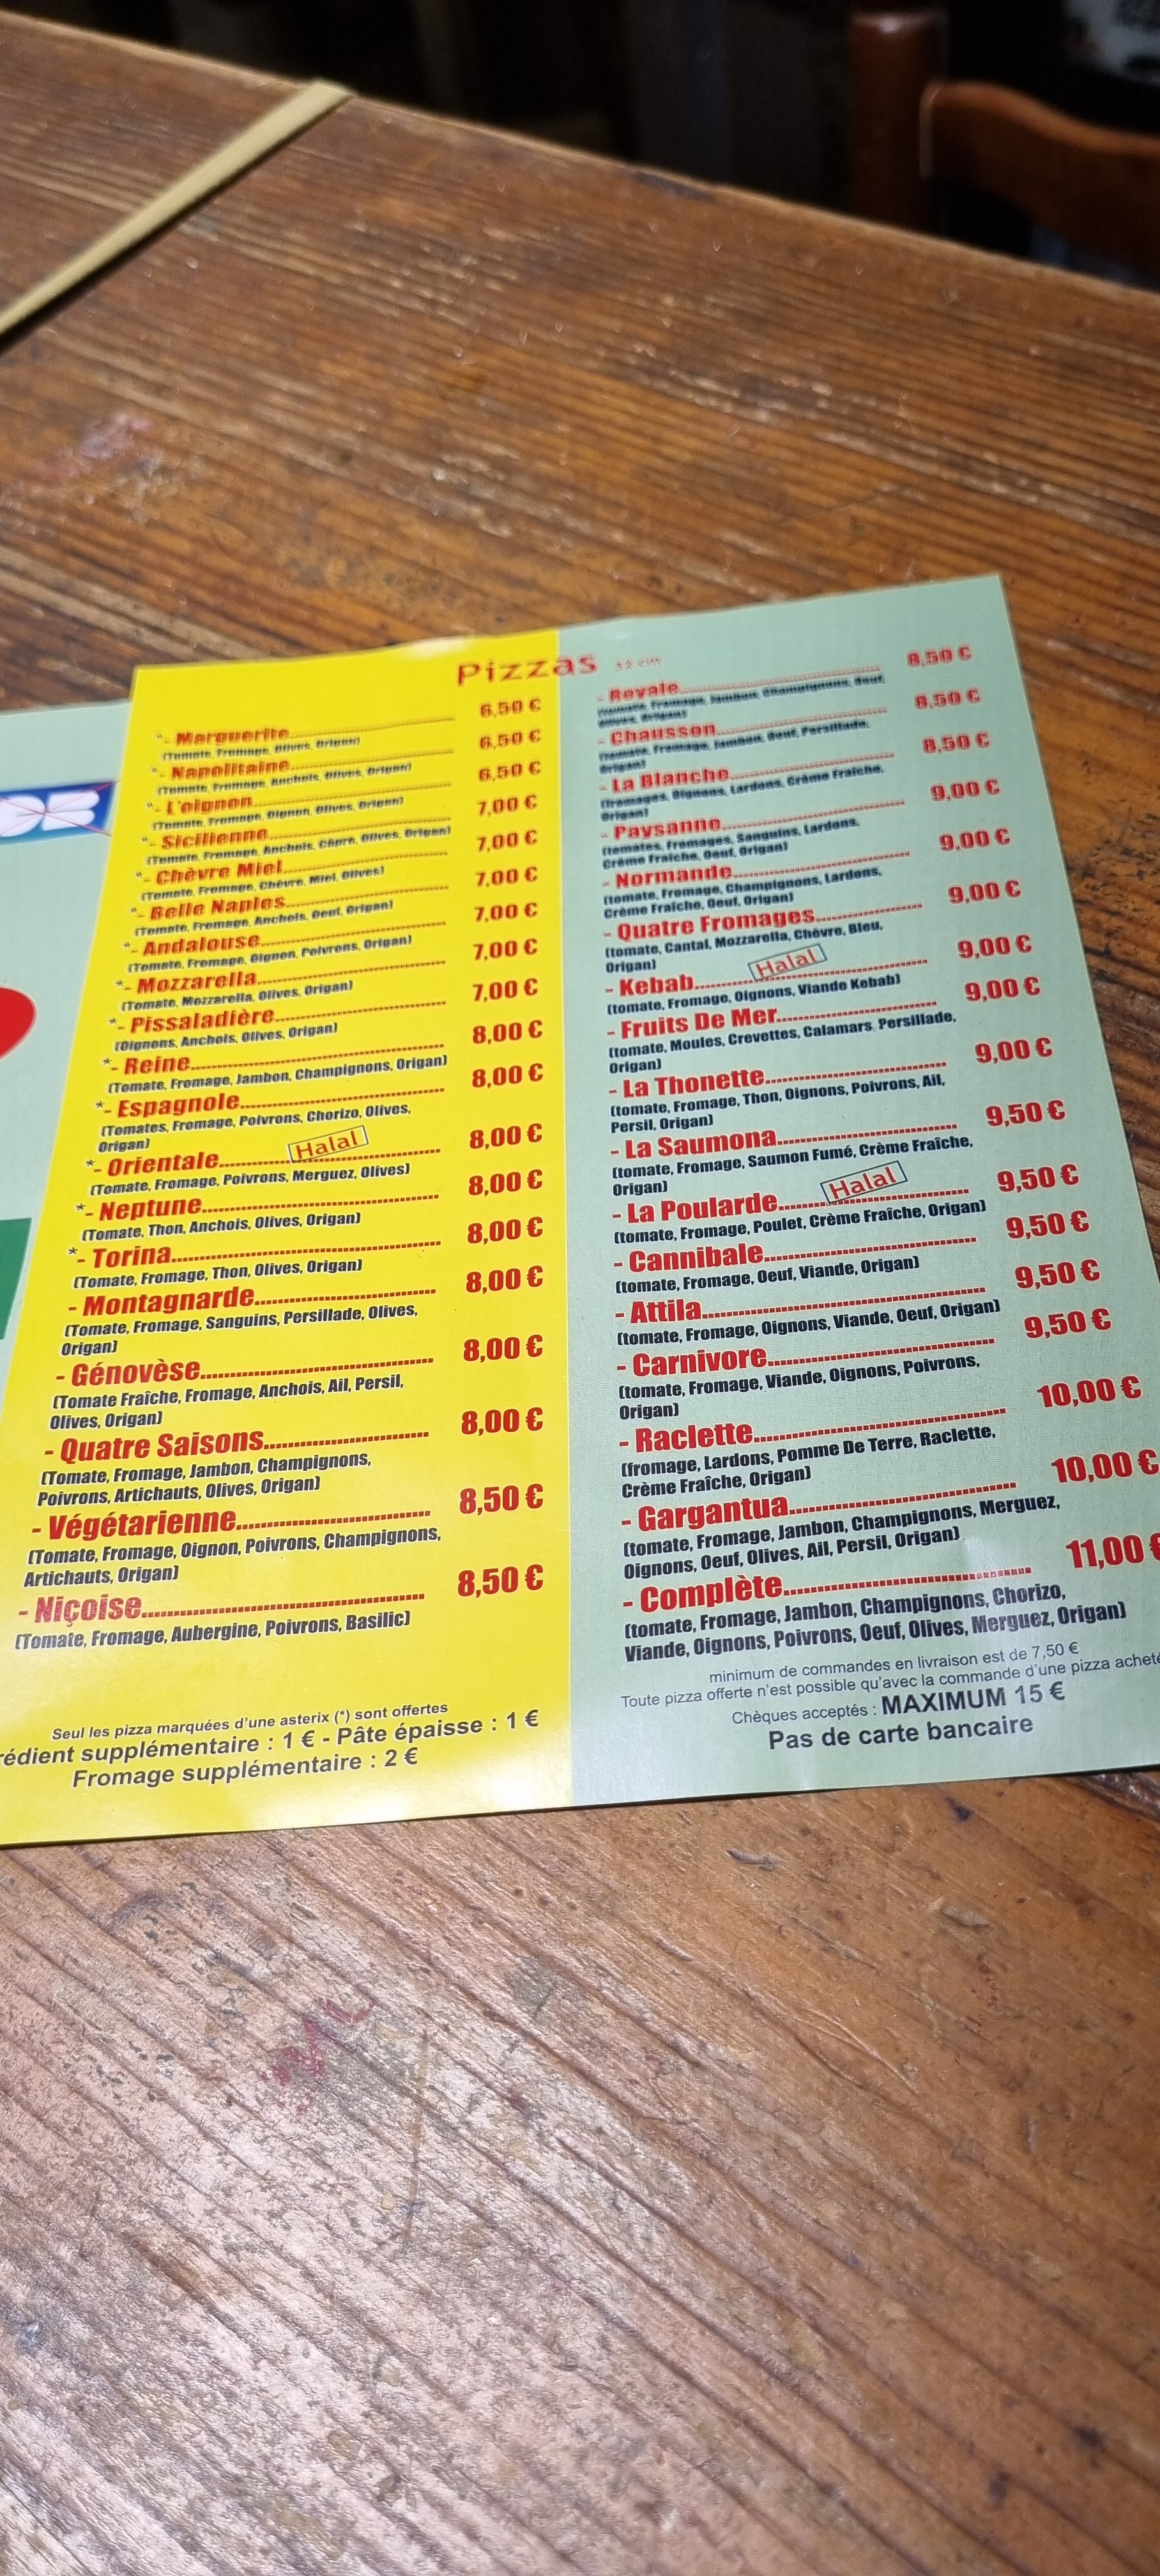 Pizzas
*- Marguerite........ 6,50 €
(Tomate, Fromage, Olives, Origan)
*- Napolitaine........ 6,50 €
(Tomate, Fromage, Anchois, Olives, Origan)
*- L'oignon........ 6,50 €
(Tomate, Fromage, Oignon, Olives, Origan)
*- Sicilienne........ 7,00 €
(Tomate, Fromage, Anchois, Câpre, Olives, Origan)
*- Chèvre Miel........ 7,00 €
(Tomate, Fromage, Chèvre, Miel, Olives)
*- Belle Naples........ 7,00 €
(Tomate, Fromage, Anchois, Oeuf, Origan)
*- Andalouse........ 7,00 €
(Tomate, Fromage, Oignon, Poivrons, Origan)
*- Mozzarella........ 7,00 €
(Tomate, Mozzarella, Olives, Origan)
*- Pissaladière........ 7,00 €
(Oignons, Anchois, Olives, Origan)
*- Reine........ 8,00 €
(Tomate, Fromage, Jambon, Champignons, Origan)
*- Espagnole........ 8,00 €
(Tomates, Fromage, Poivrons, Chorizo, Olives,
Origan)
*- Orientale........ Halal 8,00 €
(Tomate, Fromage, Poivrons, Merguez, Olives)
*- Neptune........ 8,00 €
(Tomate, Thon, Anchois, Olives, Origan)
*- Torina........ 8,00 €
(Tomate, Fromage, Thon, Olives, Origan)
- Montagnarde........ 8,00 €
(Tomate, Fromage, Sanguins, Persillade, Olives,
Origan)
- Génovèse........ 8,00 €
(Tomate Fraîche, Fromage, Anchois, Ail, Persil,
Olives, Origan)
- Quatre Saisons........ 8,00 €
(Tomate, Fromage, Jambon, Champignons,
Poivrons, Artichauts, Olives, Origan)
- Végétarienne........ 8,50 €
(Tomate, Fromage, Oignon, Poivrons, Champignons,
Artichauts, Origan)
- Niçoise........ 8,50 €
(Tomate, Fromage, Aubergine, Poivrons, Basilic)
Seul les pizza marquées d'une asterix (*) sont offertes
rédient supplémentaire : 1 € - Pâte épaisse : 1 €
Fromage supplémentaire : 2 €
- Royale........ 8,50 €
(tomate, Fromage, Jambon, Champignons, Oeuf,
Olives, Origan)
- Chausson........ 8,50 €
(tomate, Fromage, Jambon, Oeuf, Persillade,
Origan)
- La Blanche........ 8,50 €
(fromages, Oignons, Lardons, Crème Fraîche,
Origan)
- Paysanne........ 9,00 €
(tomates, Fromages, Sanguins, Lardons,
Crème Fraîche, Oeuf, Origan)
- Normande........ 9,00 €
(tomate, Fromage, Champignons, Lardons,
Crème Fraîche, Oeuf, Origan)
- Quatre Fromages........ 9,00 €
(tomate, Cantal, Mozzarella, Chèvre, Bleu,
Origan)
- Kebab........ Halal 9,00 €
(tomate, Fromage, Oignons, Viande Kebab)
- Fruits De Mer........ 9,00 €
(tomate, Moules, Crevettes, Calamars, Persillade,
Origan)
- La Thonette........ 9,00 €
(tomate, Fromage, Thon, Oignons, Poivrons, Ail,
Persil, Origan)
- La Saumona........ 9,50 €
(tomate, Fromage, Saumon Fumé, Crème Fraîche,
Origan)
- La Poularde........ Halal 9,50 €
(tomate, Fromage, Poulet, Crème Fraîche, Origan)
- Cannibale........ 9,50 €
(tomate, Fromage, Oeuf, Viande, Origan)
- Attila........ 9,50 €
(tomate, Fromage, Oignons, Viande, Oeuf, Origan)
- Carnivore........ 9,50 €
(tomate, Fromage, Viande, Oignons, Poivrons,
Origan)
- Raclette........ 10,00 €
(fromage, Lardons, Pomme De Terre, Raclette,
Crème Fraîche, Origan)
- Gargantua........ 10,00 €
(tomate, Fromage, Jambon, Champignons, Merguez,
Oignons, Oeuf, Olives, Ail, Persil, Origan)
- Complète........ 11,00 €
(tomate, Fromage, Jambon, Champignons, Chorizo,
Viande, Oignons, Poivrons, Oeuf, Olives, Merguez, Origan)
minimum de commandes en livraison est de 7,50 €
Toute pizza offerte n'est possible qu'avec la commande d'une pizza acheté
Chèques acceptés : MAXIMUM 15 €
Pas de carte bancaire